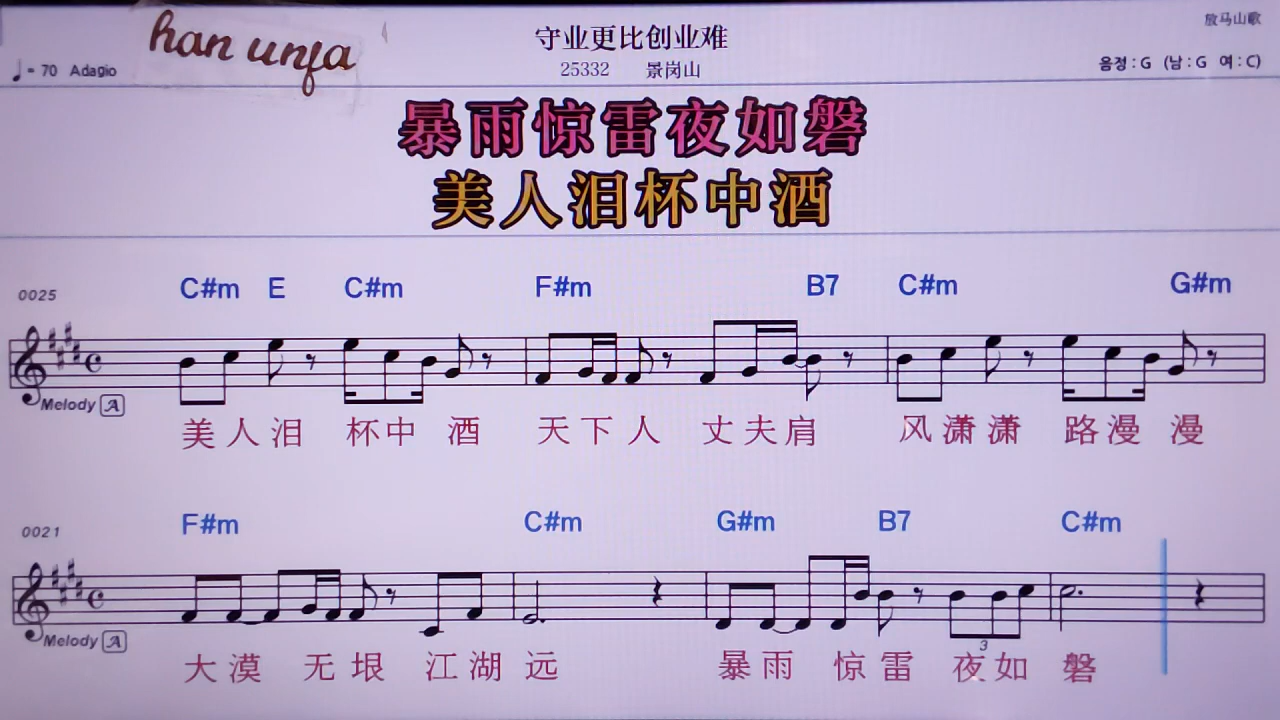 放马山歌
han unfa
守业更比创业难
♩= 70 Adagio
25332 景岗山
음정 : G (남 : G 여 : C)
暴雨惊雷夜如磐
美人泪杯中酒
0025
C#m E C#m F#m B7 C#m G#m
Melody A
美人泪 杯中 酒 天下人 丈夫肩 风潇潇 路漫 漫
0021
F#m C#m G#m B7 C#m
Melody A
3
大漠 无垠 江湖远 暴雨 惊雷 夜如 磐